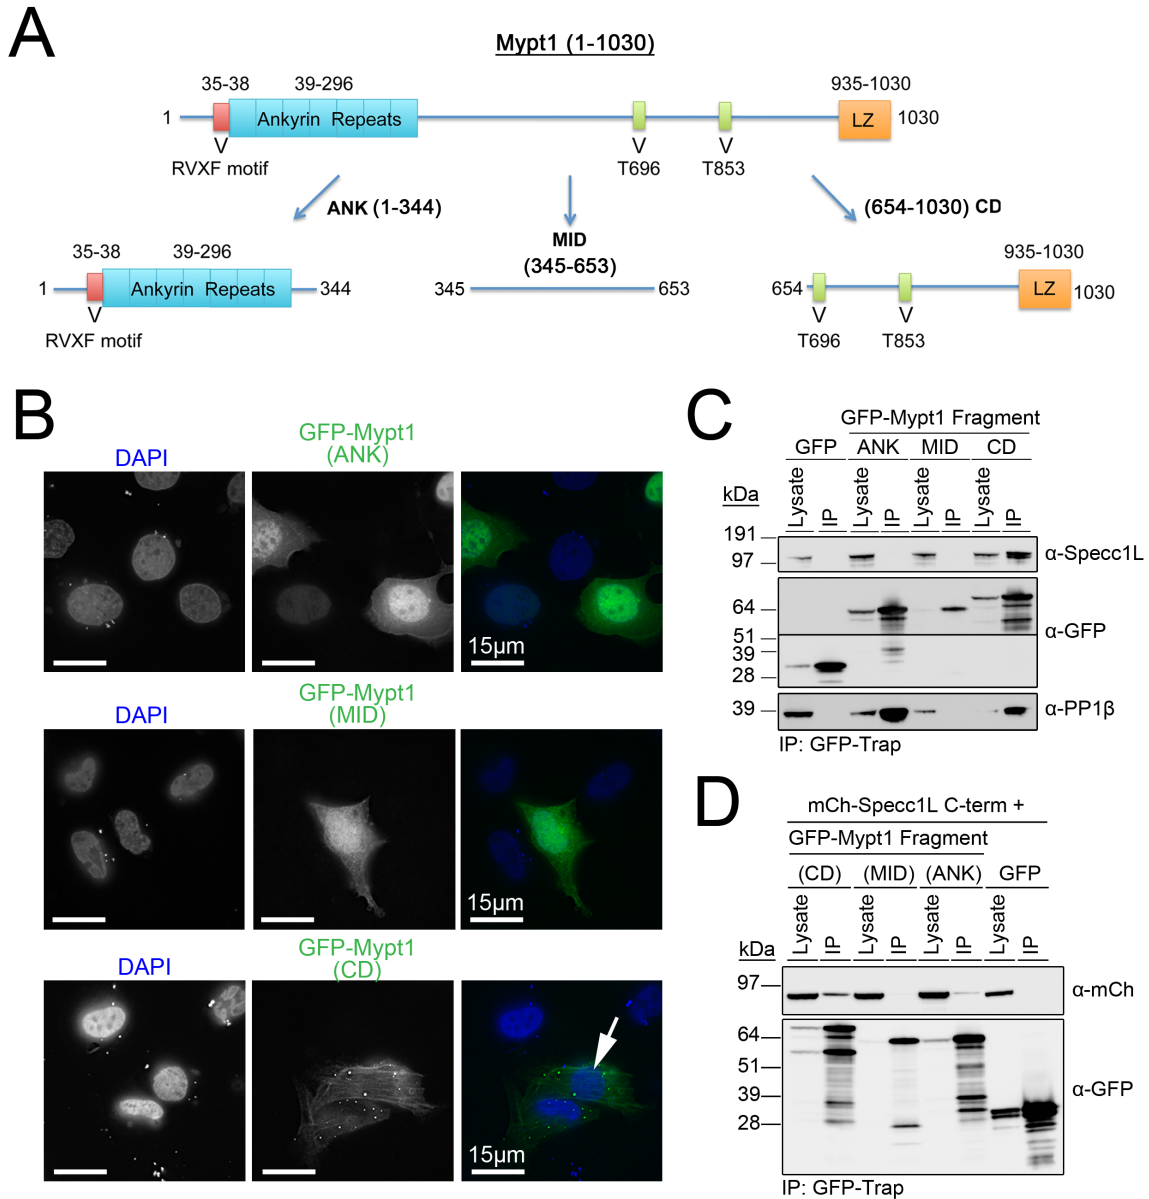 A
Mypt1 (1-1030)
35-38 39-296 935-1030
1 Ankyrin Repeats LZ 1030
V V V
RVXF motif T696 T853
ANK (1-344) (654-1030) CD
MID
(345-653)
35-38 39-296 935-1030
1 Ankyrin Repeats 344 345 653 654 LZ 1030
V V V
RVXF motif T696 T853
B
DAPI GFP-Mypt1
(ANK)
15µm
DAPI GFP-Mypt1
(MID)
15µm
DAPI GFP-Mypt1
(CD)
15µm
C
GFP-Mypt1 Fragment
GFP ANK MID CD
kDa Lysate IP Lysate IP Lysate IP Lysate IP
191
97 α-Specc1L
64
51 α-GFP
39
28
39 α-PP1β
IP: GFP-Trap
D
mCh-Specc1L C-term +
GFP-Mypt1 Fragment
(CD) (MID) (ANK) GFP
kDa Lysate IP Lysate IP Lysate IP Lysate IP
97 α-mCh
64
51
39 α-GFP
28
IP: GFP-Trap